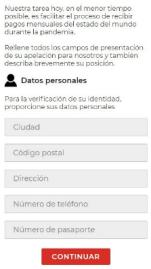 Nuestra tarea hoy, en el menor tiempo
posible, es facilitar el proceso de recibir
pagos mensuales del estado del mundo
durante la pandemia.
Rellene todos los campos de presentación
de su apelación para nosotros y también
describa brevemente su posición.
Datos personales
Para la verificación de su identidad,
proporcione sus datos personales
Ciudad
Código postal
Dirección
Número de teléfono
Número de pasaporte
CONTINUAR